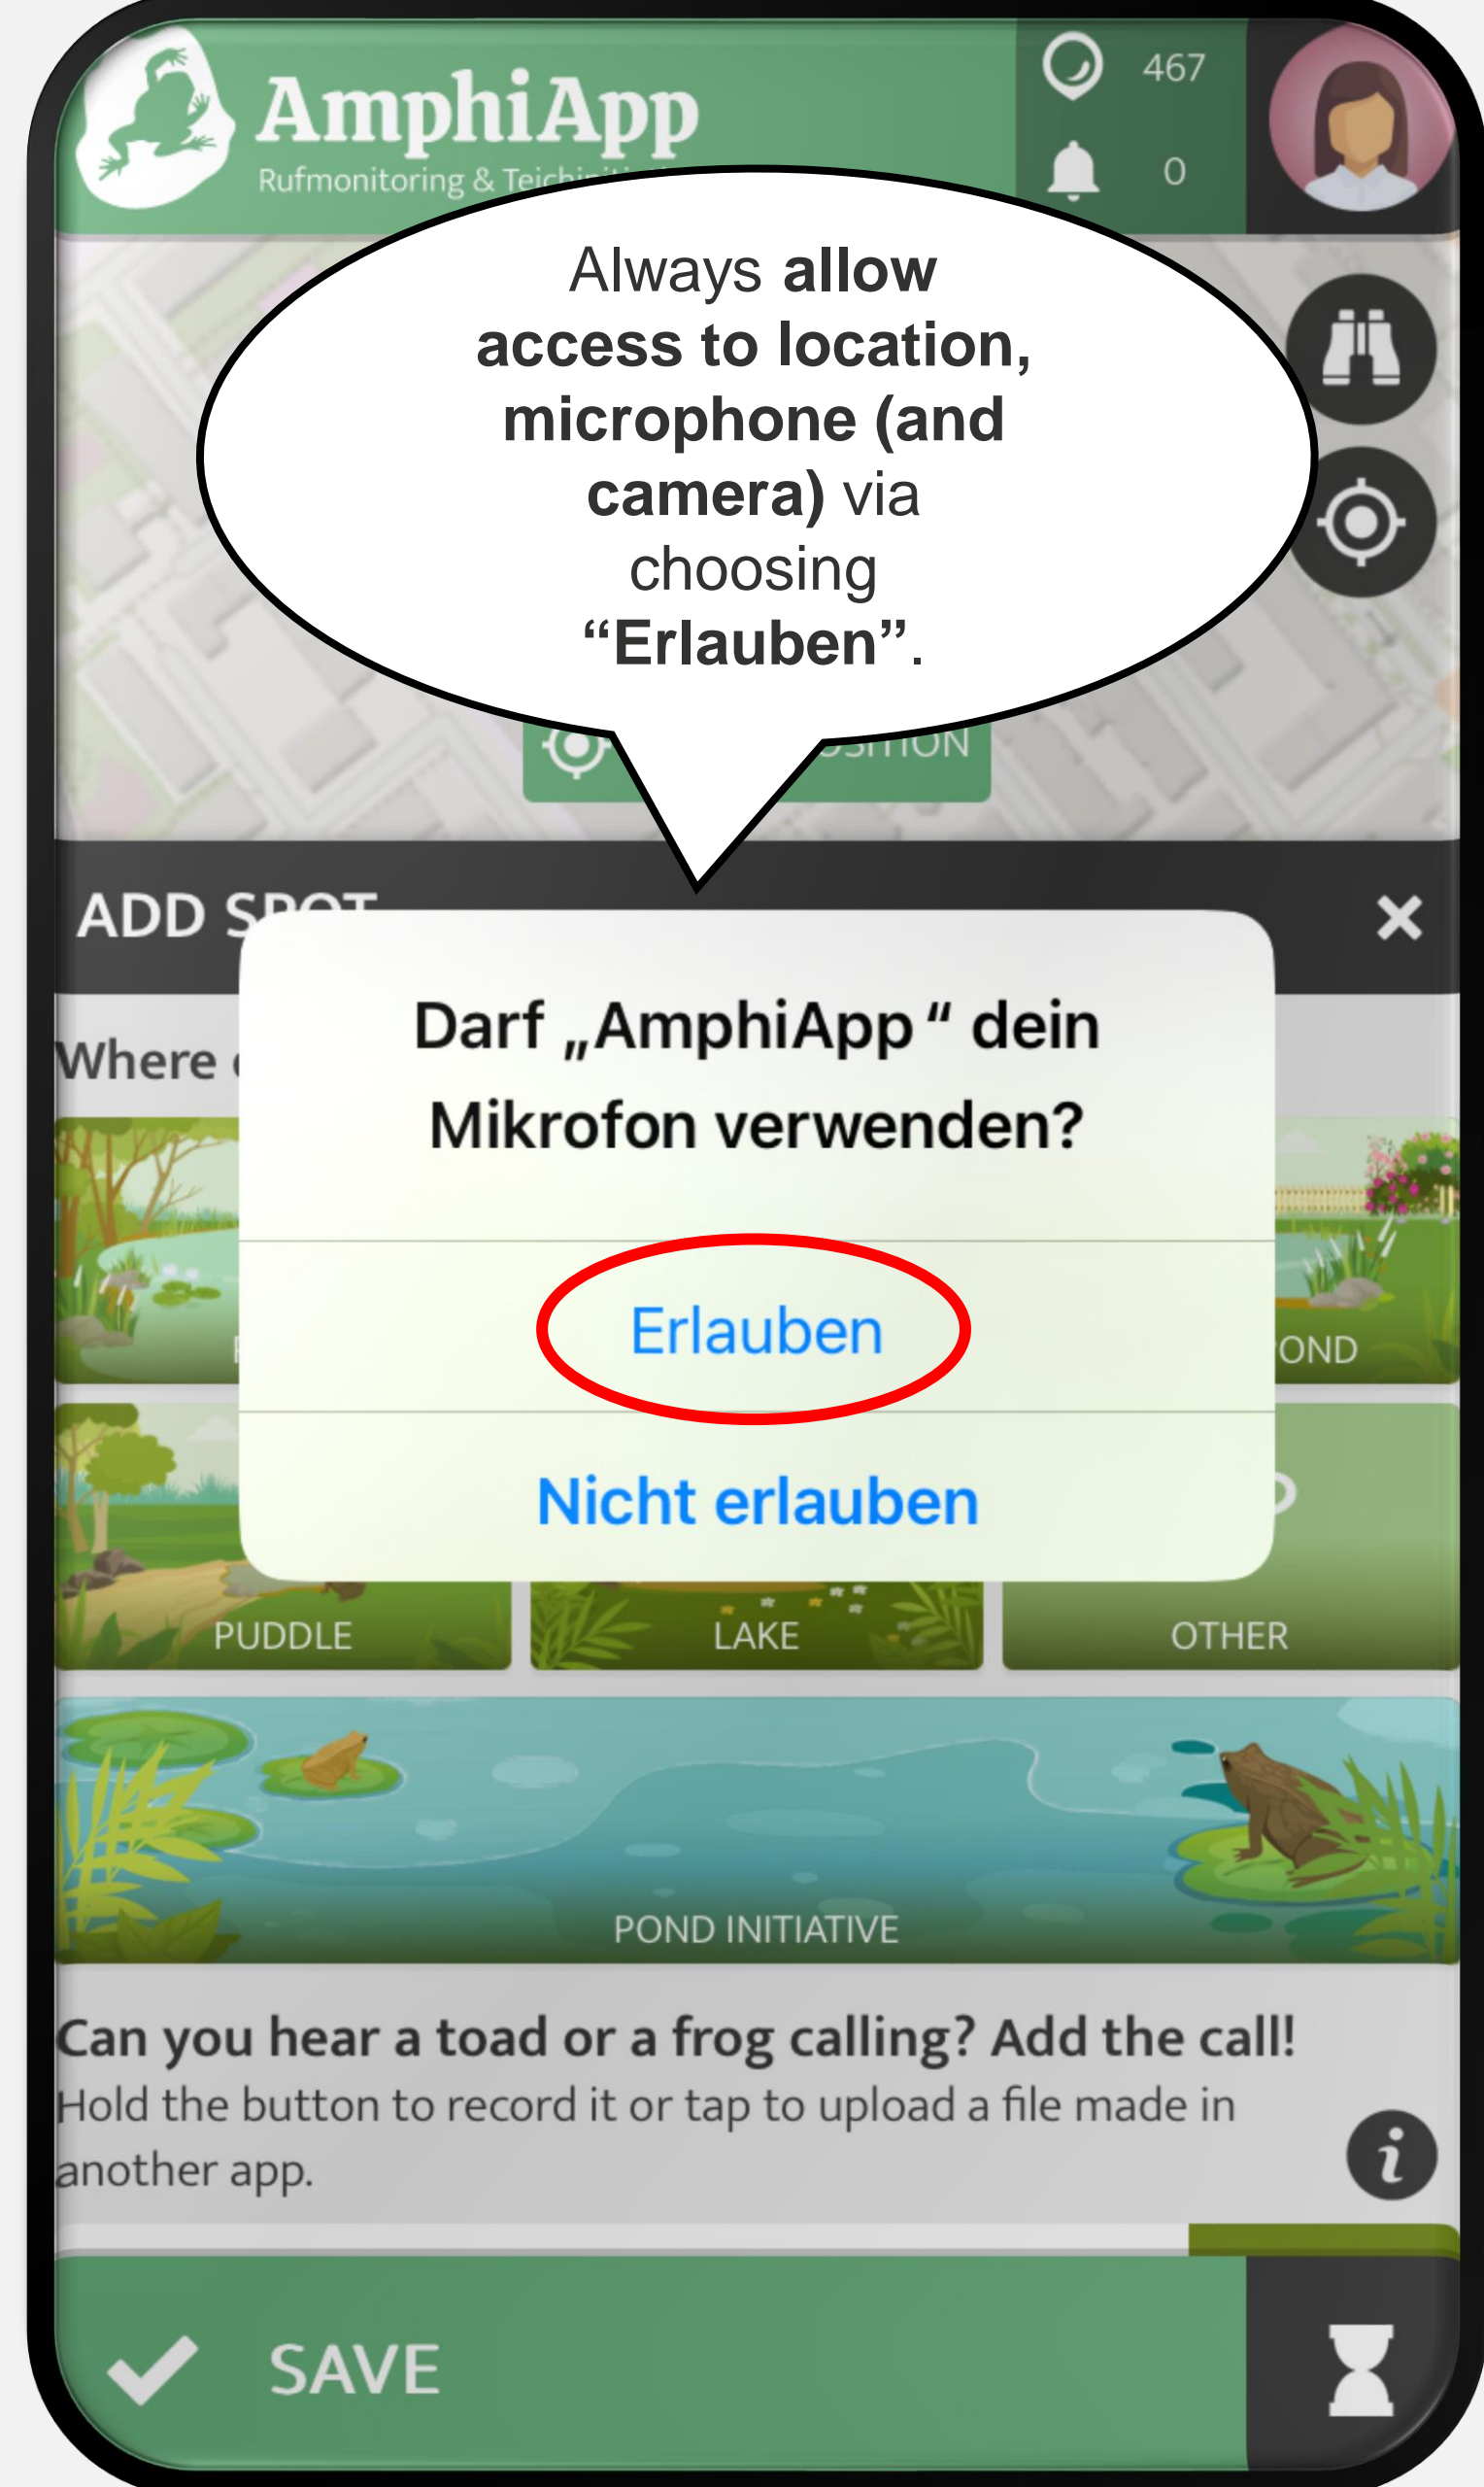 AmphiApp
467
Rufmonitoring &
0
Always allow
access to location,
microphone (and
camera) via
choosing
“Erlauben”.
ADD SPOT
Where
Darf „AmphiApp“ dein
Mikrofon verwenden?
Erlauben
Nicht erlauben
PUDDLE
LAKE
OTHER
POND INITIATIVE
Can you hear a toad or a frog calling? Add the call!
Hold the button to record it or tap to upload a file made in
another app.
i
SAVE